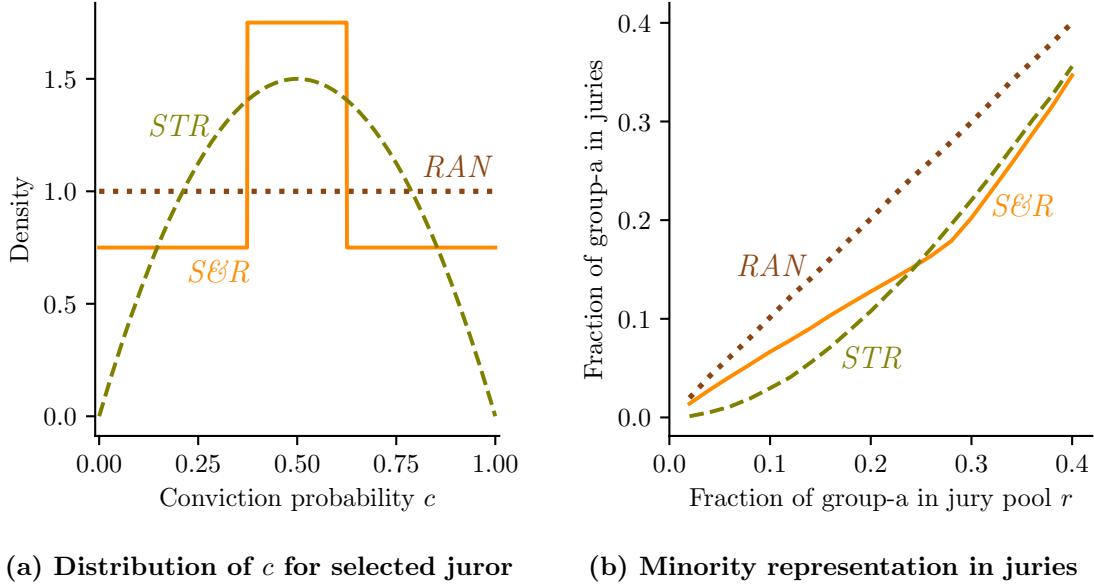 Density
1.5
1.0
0.5
0.0
STR
RAN
S&R
0.00
0.25
0.50
0.75
1.00
Conviction probability c
(a) Distribution of c for selected juror
Fraction of group-a in juries
0.4
0.3
0.2
0.1
0.0
RAN
S&R
STR
0.0
0.1
0.2
0.3
0.4
Fraction of group-a in jury pool r
(b) Minority representation in juries